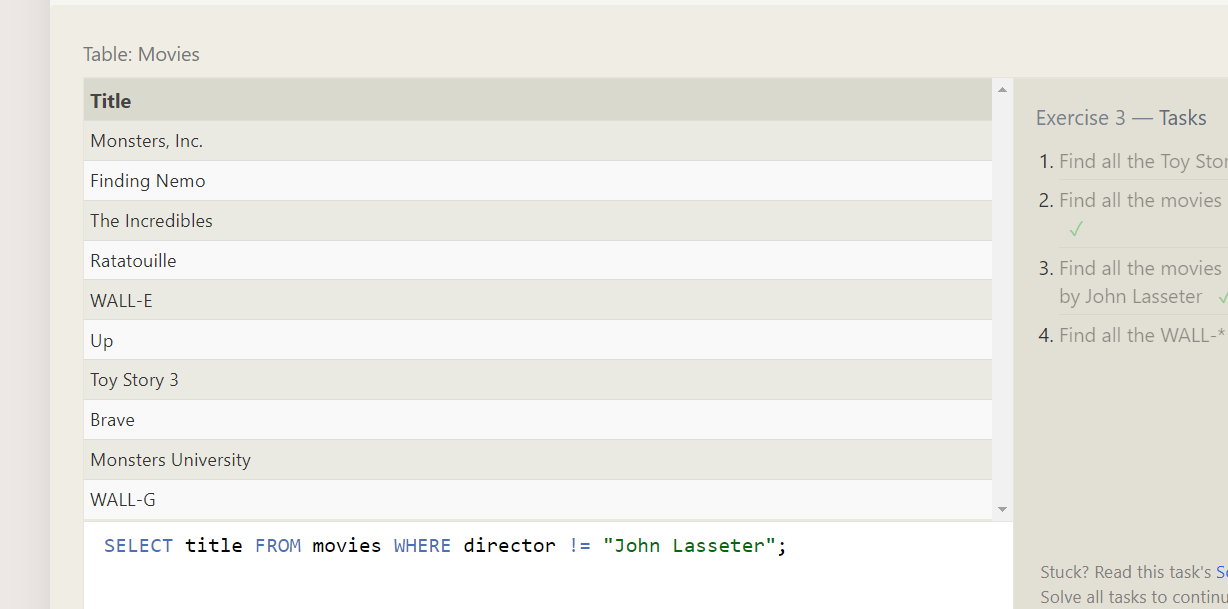 Table: Movies
Title
Monsters, Inc.
Finding Nemo
The Incredibles
Ratatouille
WALL-E
Up
Toy Story 3
Brave
Monsters University
WALL-G
SELECT title FROM movies WHERE director != "John Lasseter";
Exercise 3 — Tasks
1. Find all the Toy
2. Find all the movies
✓
3. Find all the movies
by John Lasseter ✓
4. Find all the WALL-*
Stuck? Read this task's
Solve all tasks to